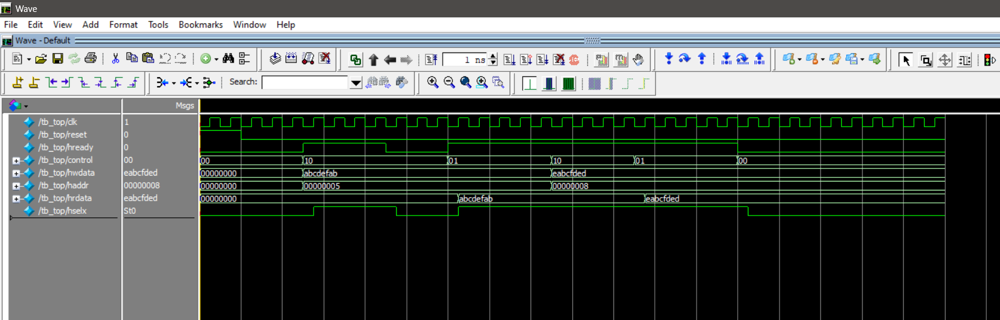 Wave
File Edit View Add Format Tools Bookmarks Window Help
Wave - Default
1 ns
Search:
Msgs
/tb_top/clk 1
/tb_top/reset 0
/tb_top/hready 0
/tb_top/control 00 00 10 01 10 01 00
/tb_top/hwdata eabcfded 00000000 abcdefab eabcfded
/tb_top/haddr 00000008 00000000 00000005 00000008
/tb_top/hrdata eabcfded 00000000 abcdefab eabcfded
/tb_top/hselx St0